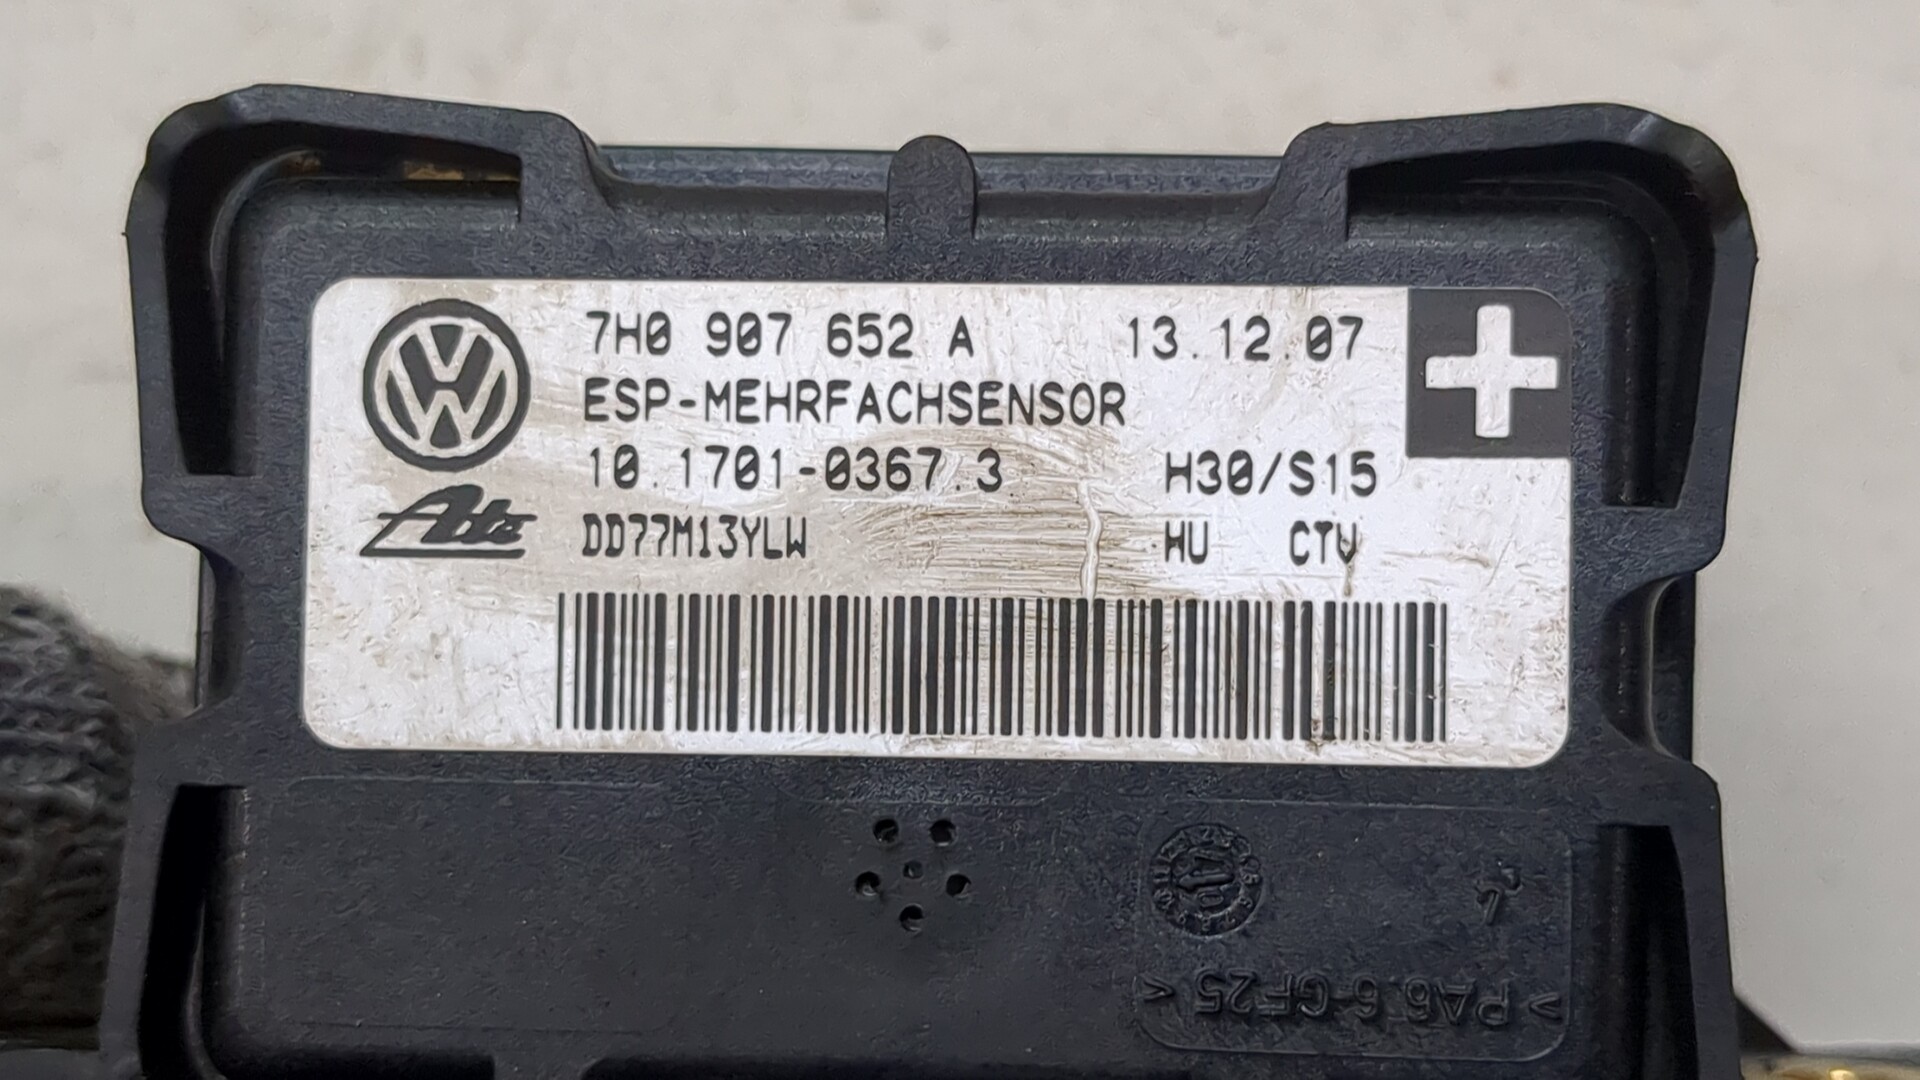 7H0 907 652 A 13.12.07
ESP-MEHRFACHSENSOR
10.1701-0367.3 H30/S15
Ate DD77M13YLW HU CTV
>PA6.6-GF25<